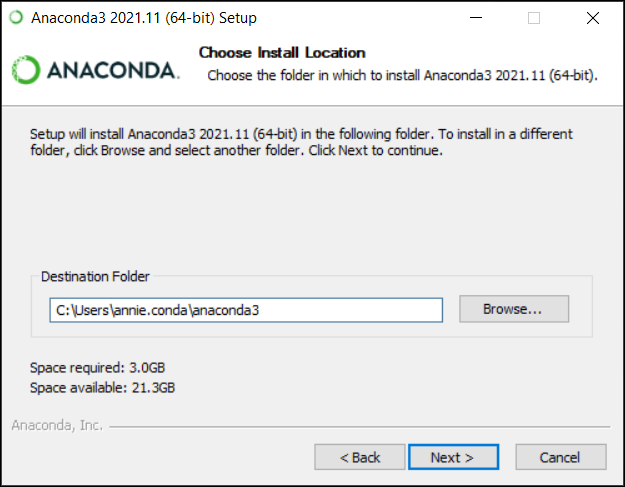 Anaconda3 2021.11 (64-bit) Setup
ANACONDA.
Choose Install Location
Choose the folder in which to install Anaconda3 2021.11 (64-bit).
Setup will install Anaconda3 2021.11 (64-bit) in the following folder. To install in a different
folder, click Browse and select another folder. Click Next to continue.
Destination Folder
C:\Users\annie.conda\anaconda3
Browse...
Space required: 3.0GB
Space available: 21.3GB
Anaconda, Inc.
< Back
Next >
Cancel